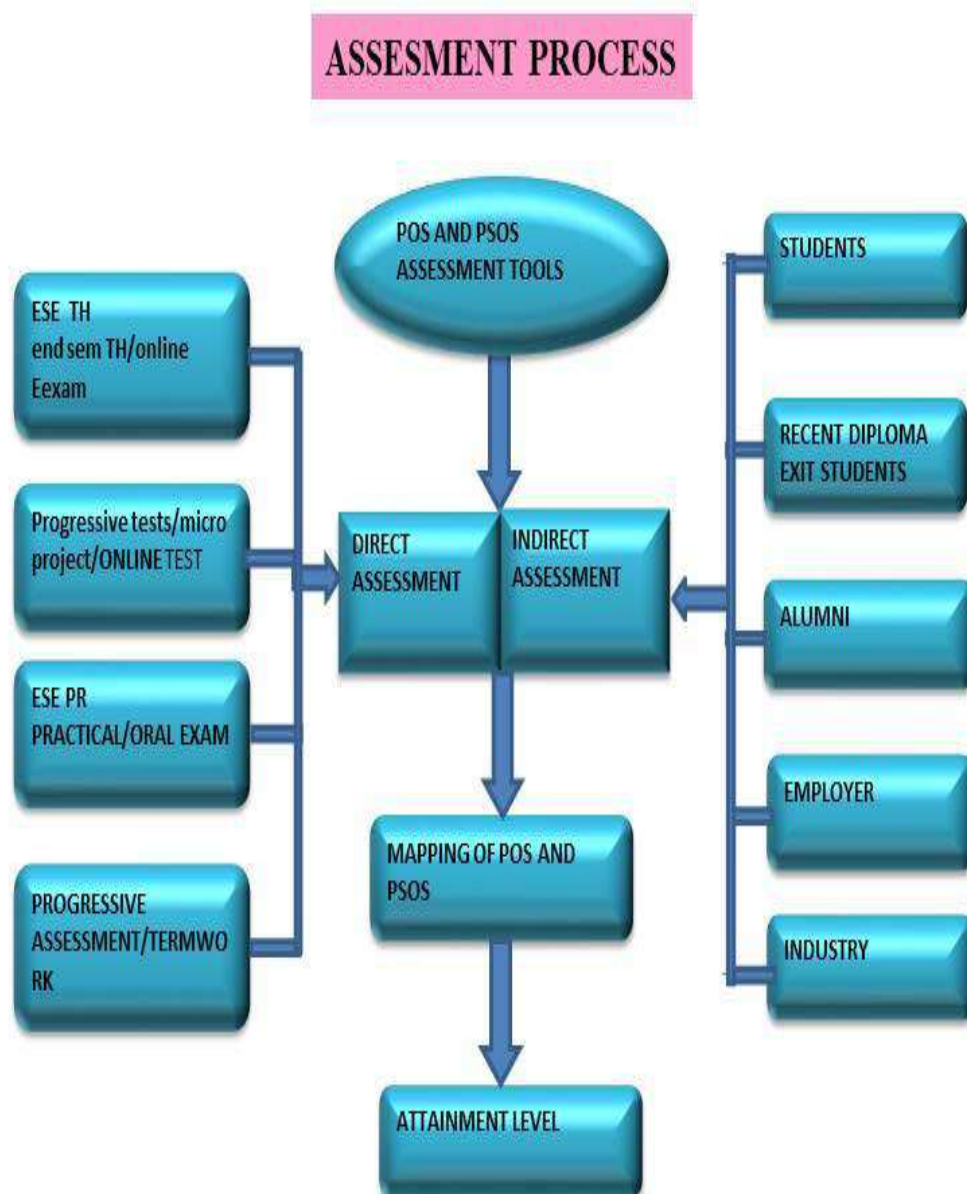 ASSESMENT PROCESS
POS AND PSOS
ASSESSMENT TOOLS
ESE TH
end sem TH/online
Eexam
Progressive tests/micro
project/ONLINE TEST
ESE PR
PRACTICAL/ORAL EXAM
PROGRESSIVE
ASSESSMENT/TERMWO
RK
DIRECT
ASSESSMENT
INDIRECT
ASSESSMENT
MAPPING OF POS AND
PSOS
ATTAINMENT LEVEL
STUDENTS
RECENT DIPLOMA
EXIT STUDENTS
ALUMNI
EMPLOYER
INDUSTRY